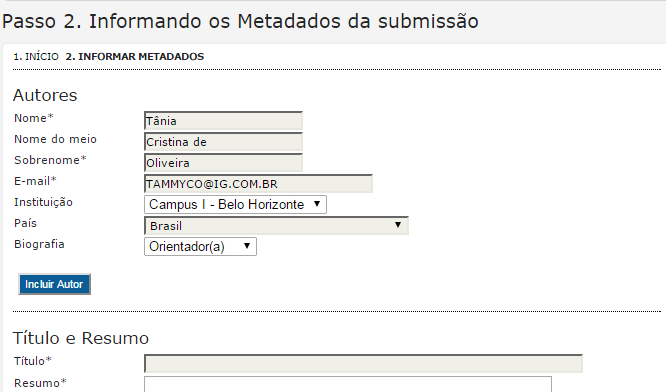 Passo 2. Informando os Metadados da submissão
1. INÍCIO 2. INFORMAR METADADOS
Autores
Nome* Tânia
Nome do meio Cristina de
Sobrenome* Oliveira
E-mail* TAMMYCO@IG.COM.BR
Instituição Campus I - Belo Horizonte
País Brasil
Biografia Orientador(a)
Incluir Autor
Título e Resumo
Título*
Resumo*